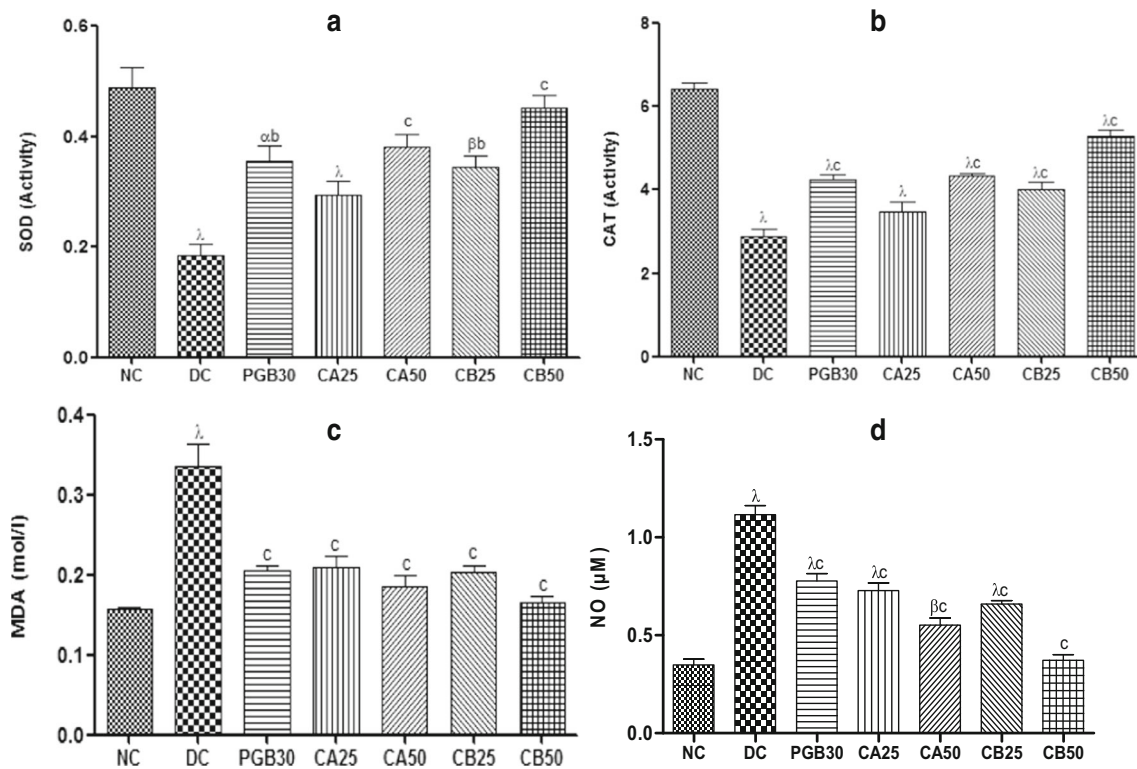 a
SOD (Activity)
0.6
0.4
0.2
0.0
λ
αb
λ
c
βb
c
NC DC PGB30 CA25 CA50 CB25 CB50
b
CAT (Activity)
8
6
4
2
0
λ
λc
λ
λc
λc
λc
NC DC PGB30 CA25 CA50 CB25 CB50
c
MDA (mol/l)
0.4
0.3
0.2
0.1
0.0
λ
c
c
c
c
c
NC DC PGB30 CA25 CA50 CB25 CB50
d
NO (µM)
1.5
1.0
0.5
0.0
λ
λc
λc
βc
λc
c
NC DC PGB30 CA25 CA50 CB25 CB50